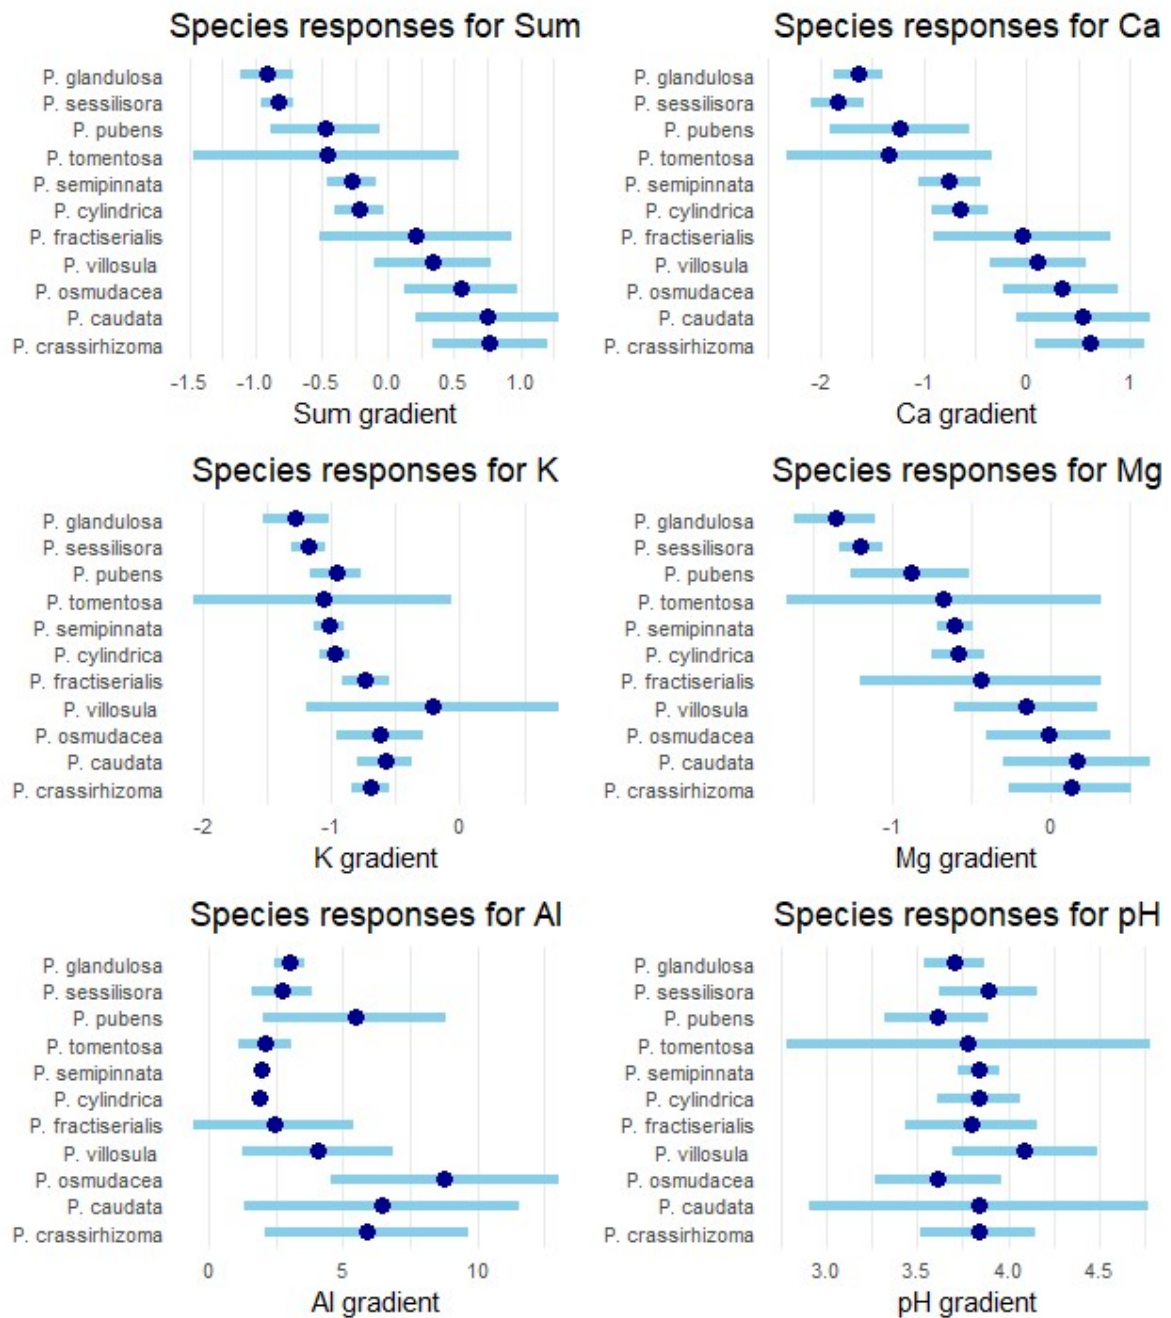 Species responses for Sum
P. glandulosa
P. sessilisora
P. pubens
P. tomentosa
P. semipinnata
P. cylindrica
P. fractiserialis
P. villosula
P. osmudacea
P. caudata
P. crassirhizoma
-1.5 -1.0 -0.5 0.0 0.5 1.0
Sum gradient
Species responses for Ca
P. glandulosa
P. sessilisora
P. pubens
P. tomentosa
P. semipinnata
P. cylindrica
P. fractiserialis
P. villosula
P. osmudacea
P. caudata
P. crassirhizoma
-2 -1 0 1
Ca gradient
Species responses for K
P. glandulosa
P. sessilisora
P. pubens
P. tomentosa
P. semipinnata
P. cylindrica
P. fractiserialis
P. villosula
P. osmudacea
P. caudata
P. crassirhizoma
-2 -1 0
K gradient
Species responses for Mg
P. glandulosa
P. sessilisora
P. pubens
P. tomentosa
P. semipinnata
P. cylindrica
P. fractiserialis
P. villosula
P. osmudacea
P. caudata
P. crassirhizoma
-1 0
Mg gradient
Species responses for Al
P. glandulosa
P. sessilisora
P. pubens
P. tomentosa
P. semipinnata
P. cylindrica
P. fractiserialis
P. villosula
P. osmudacea
P. caudata
P. crassirhizoma
0 5 10
Al gradient
Species responses for pH
P. glandulosa
P. sessilisora
P. pubens
P. tomentosa
P. semipinnata
P. cylindrica
P. fractiserialis
P. villosula
P. osmudacea
P. caudata
P. crassirhizoma
3.0 3.5 4.0 4.5
pH gradient